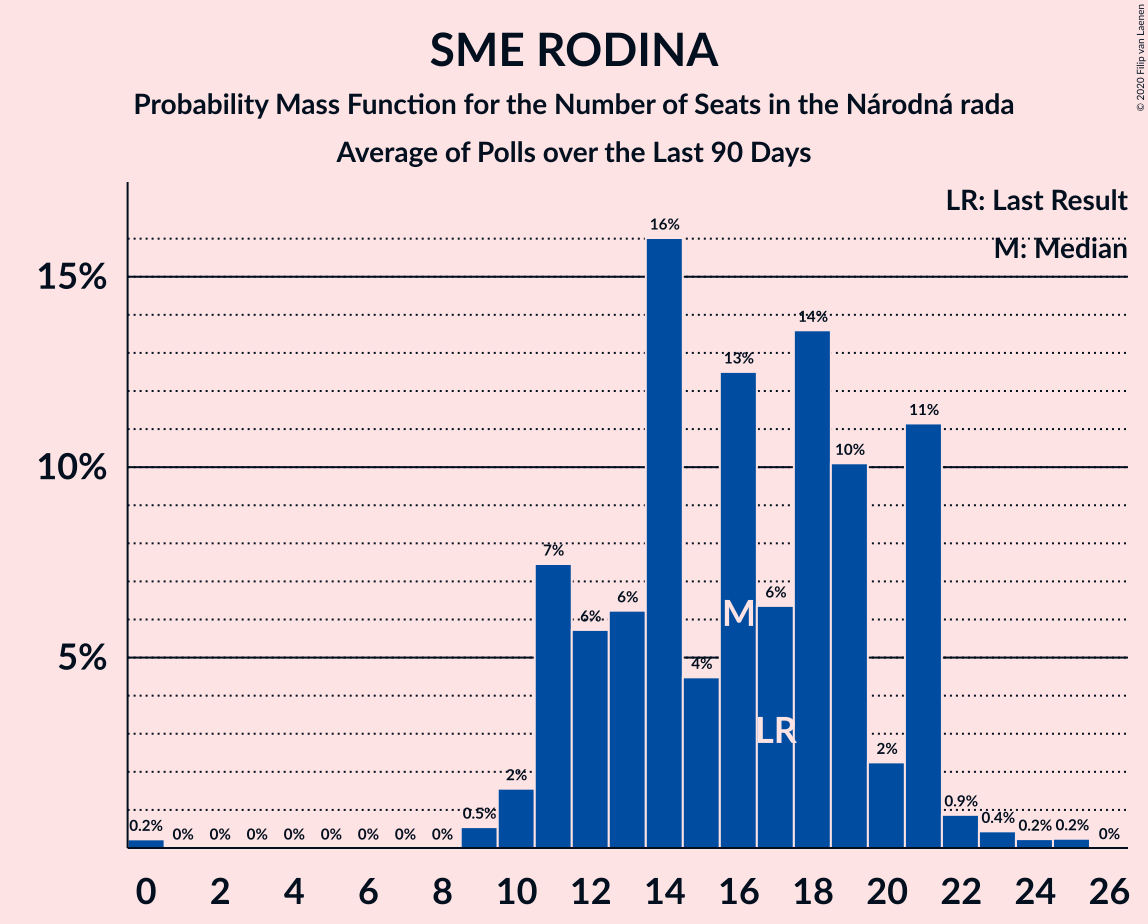 SME RODINA
Probability Mass Function for the Number of Seats in the Národná rada
Average of Polls over the Last 90 Days
© 2020 Filip van Laenen
LR: Last Result
M: Median
15%
10%
5%
0.2% 0% 0% 0% 0% 0% 0% 0% 0% 0.5% 2% 7% 6% 6% 16% 4% 13% 6% 14% 10% 2% 11% 0.9% 0.4% 0.2% 0.2% 0%
M
LR
0 2 4 6 8 10 12 14 16 18 20 22 24 26